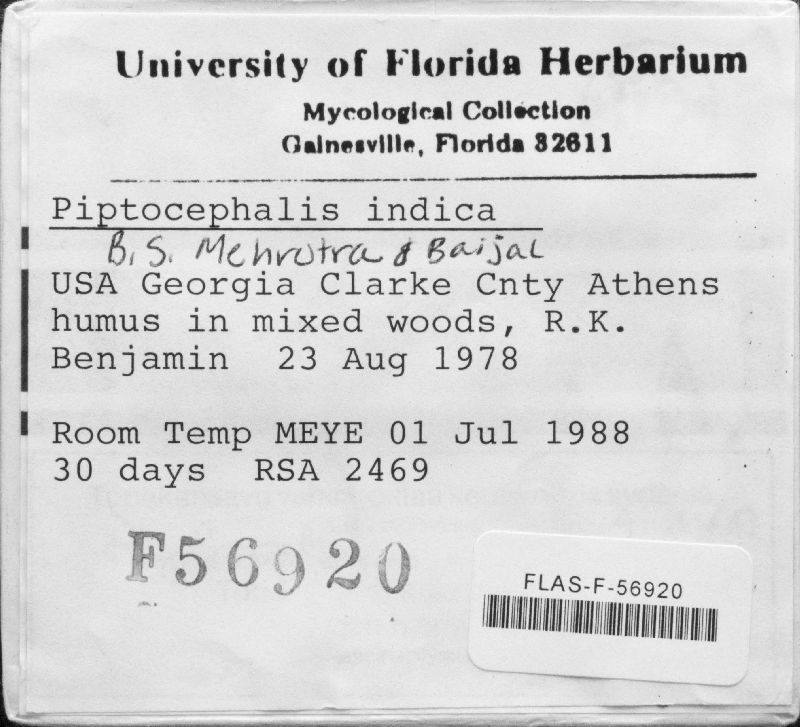 University of Florida Herbarium
Mycological Collection
Gainesville, Florida 32611
Piptocephalis indica
B. S. Mehrotra & Baijal
USA Georgia Clarke Cnty Athens
humus in mixed woods, R.K.
Benjamin 23 Aug 1978
Room Temp MEYE 01 Jul 1988
30 days RSA 2469
F56920
FLAS-F-56920